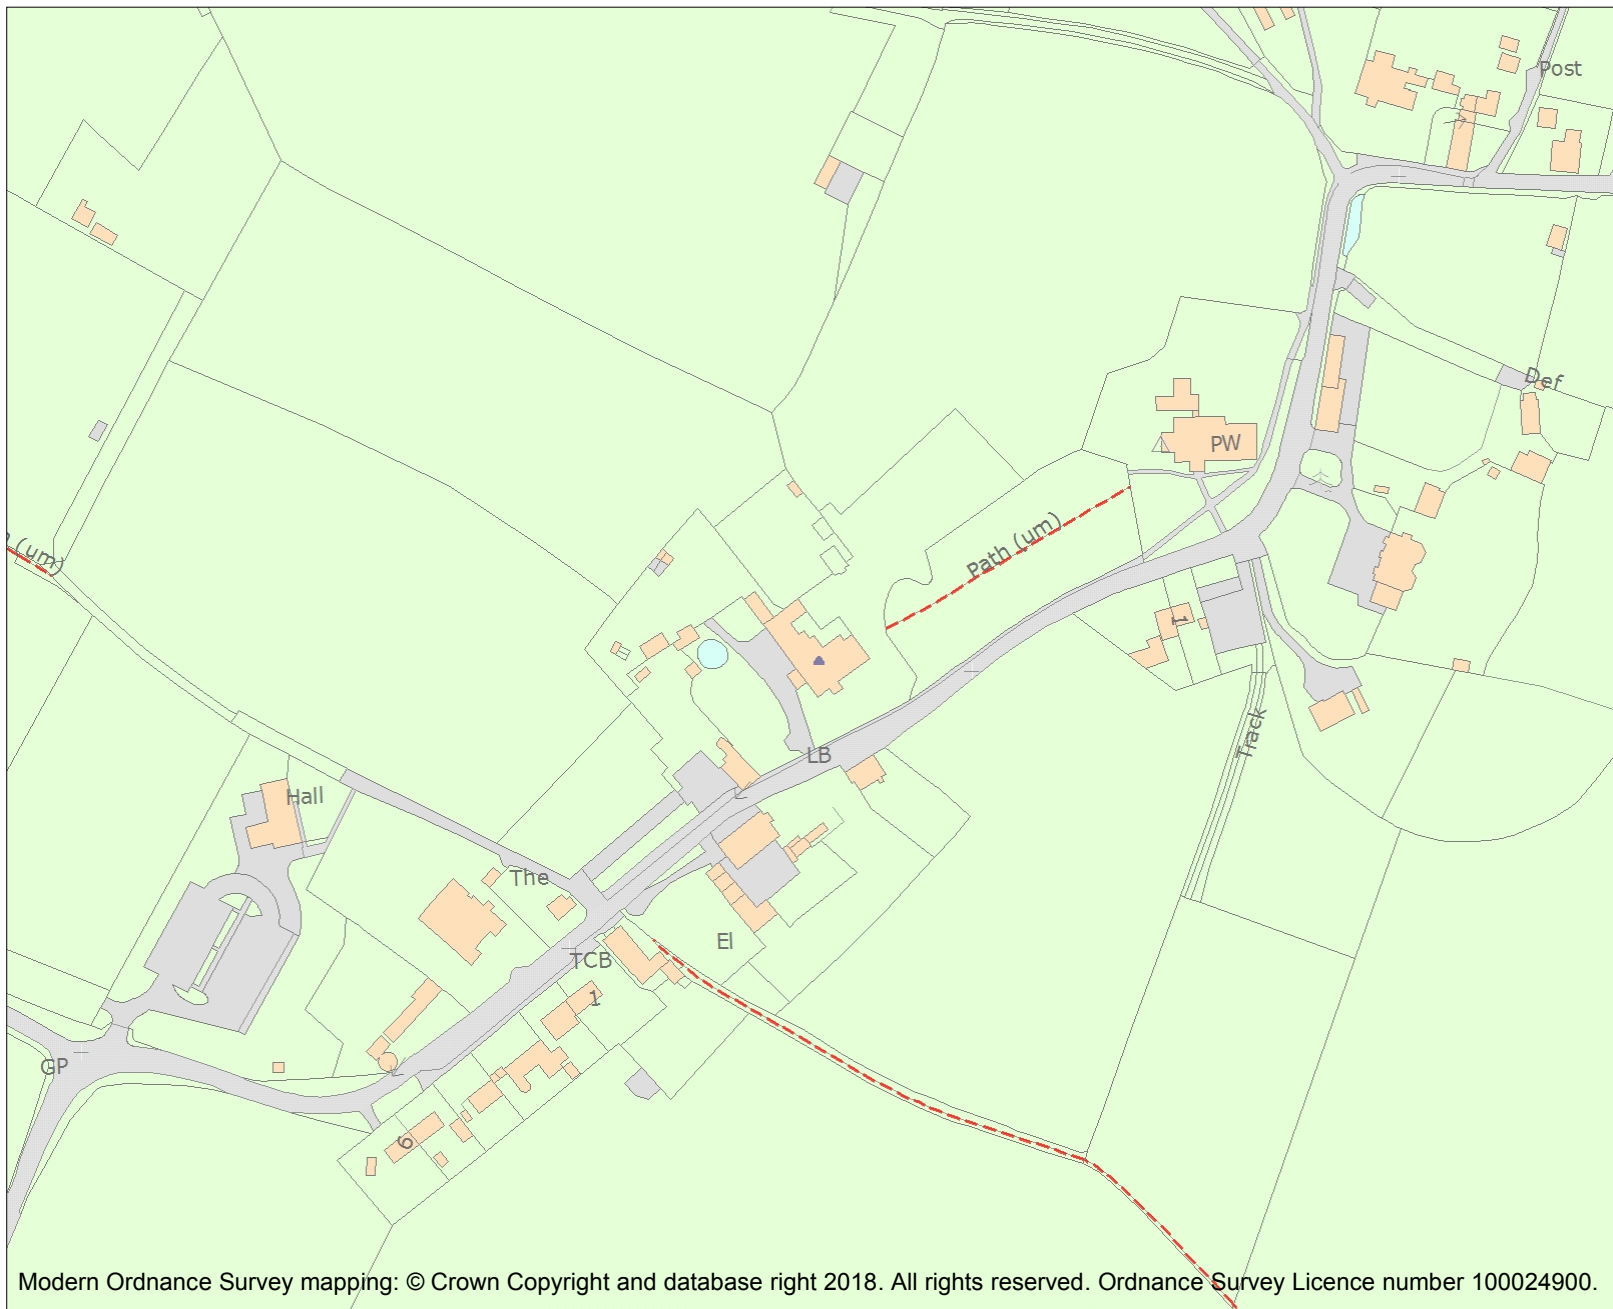 Post
Def
PW
Path (um)
(um)
1
Track
LB
Hall
The
El
TCB
1
GP
6
Modern Ordnance Survey mapping: © Crown Copyright and database right 2018. All rights reserved. Ordnance Survey Licence number 100024900.